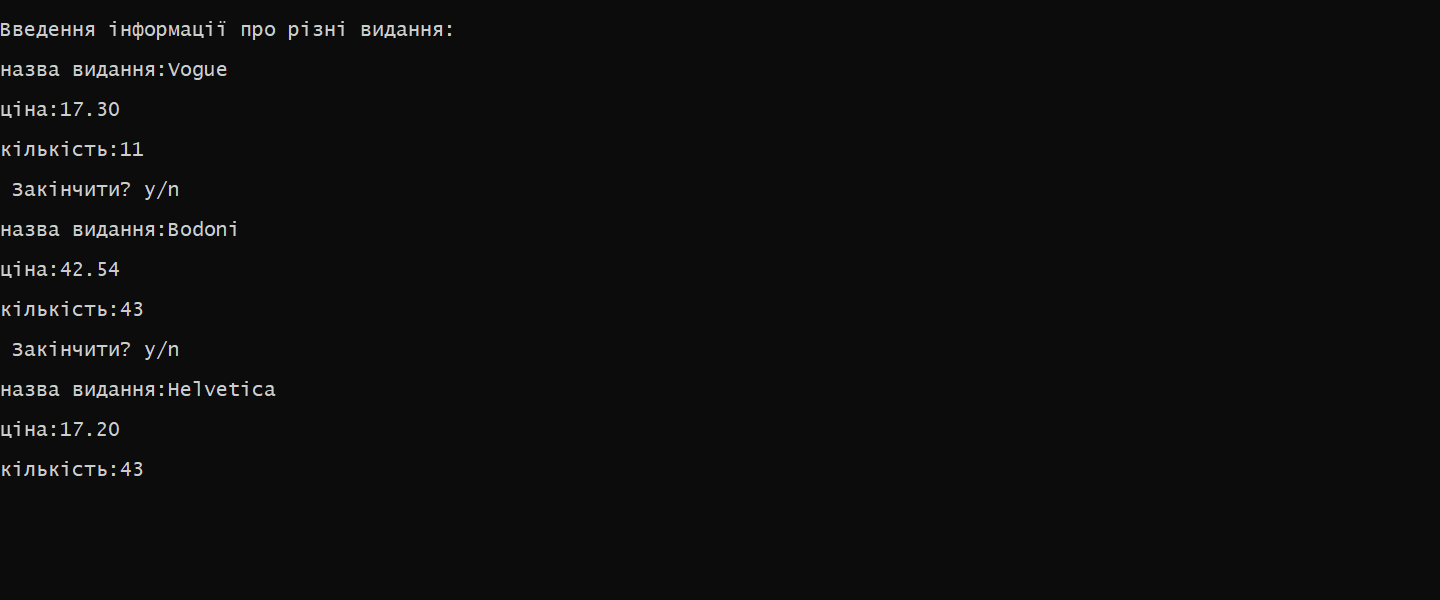 Введення інформації про різні видання:
назва видання:Vogue
ціна:17.30
кількість:11
Закінчити? y/n
назва видання:Bodoni
ціна:42.54
кількість:43
Закінчити? y/n
назва видання:Helvetica
ціна:17.20
кількість:43